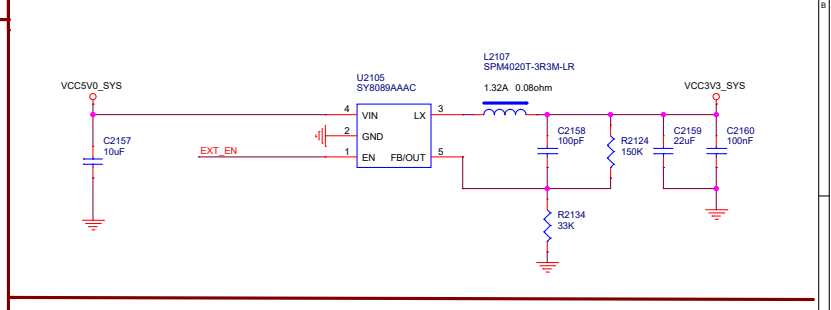 B
L2107
SPM4020T-3R3M-LR
U2105
SY8089AAAC
VCC5V0_SYS
1.32A 0.08ohm
VCC3V3_SYS
4 VIN LX 3
2 GND
1 EN FB/OUT 5
C2157
10uF
EXT_EN
C2158
100pF
R2124
150K
C2159
22uF
C2160
100nF
R2134
33K